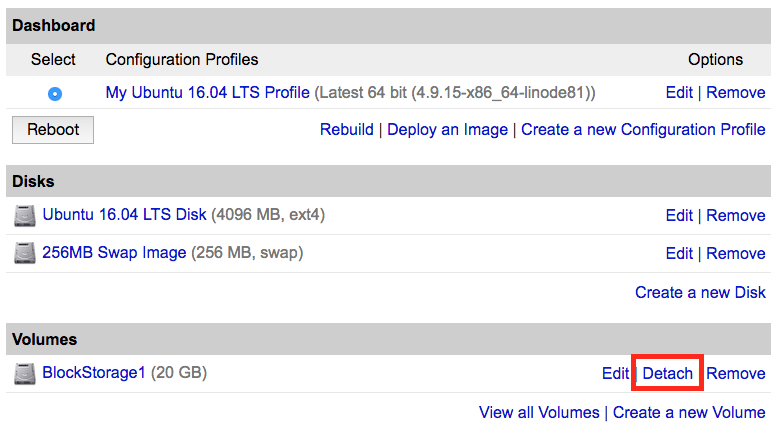 Dashboard
Select Configuration Profiles Options
My Ubuntu 16.04 LTS Profile (Latest 64 bit (4.9.15-x86_64-linode81)) Edit | Remove
Reboot Rebuild | Deploy an Image | Create a new Configuration Profile
Disks
Ubuntu 16.04 LTS Disk (4096 MB, ext4) Edit | Remove
256MB Swap Image (256 MB, swap) Edit | Remove
Create a new Disk
Volumes
BlockStorage1 (20 GB) Edit | Detach Remove
View all Volumes | Create a new Volume